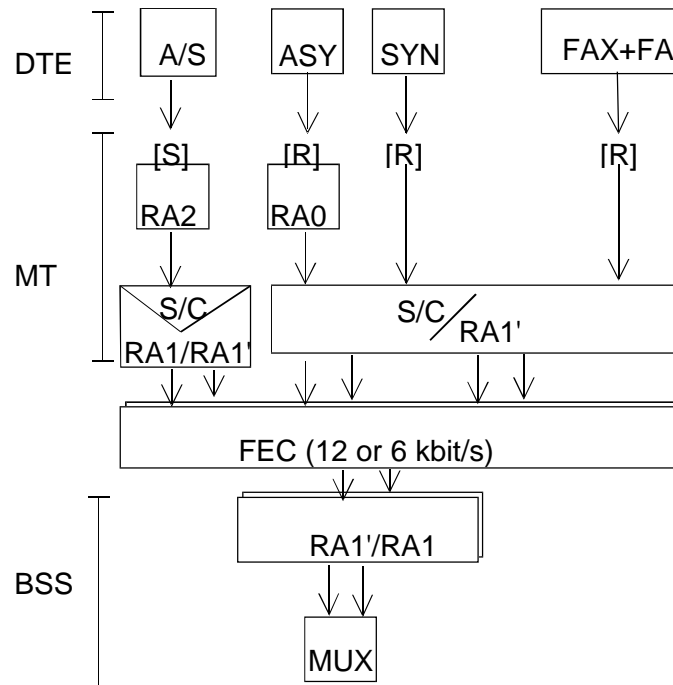 DTE
A/S
ASY
SYN
FAX+FA
[S]
[R]
[R]
[R]
RA2
RA0
MT
S/C
RA1/RA1'
S/C
RA1'
FEC (12 or 6 kbit/s)
RA1'/RA1
BSS
MUX